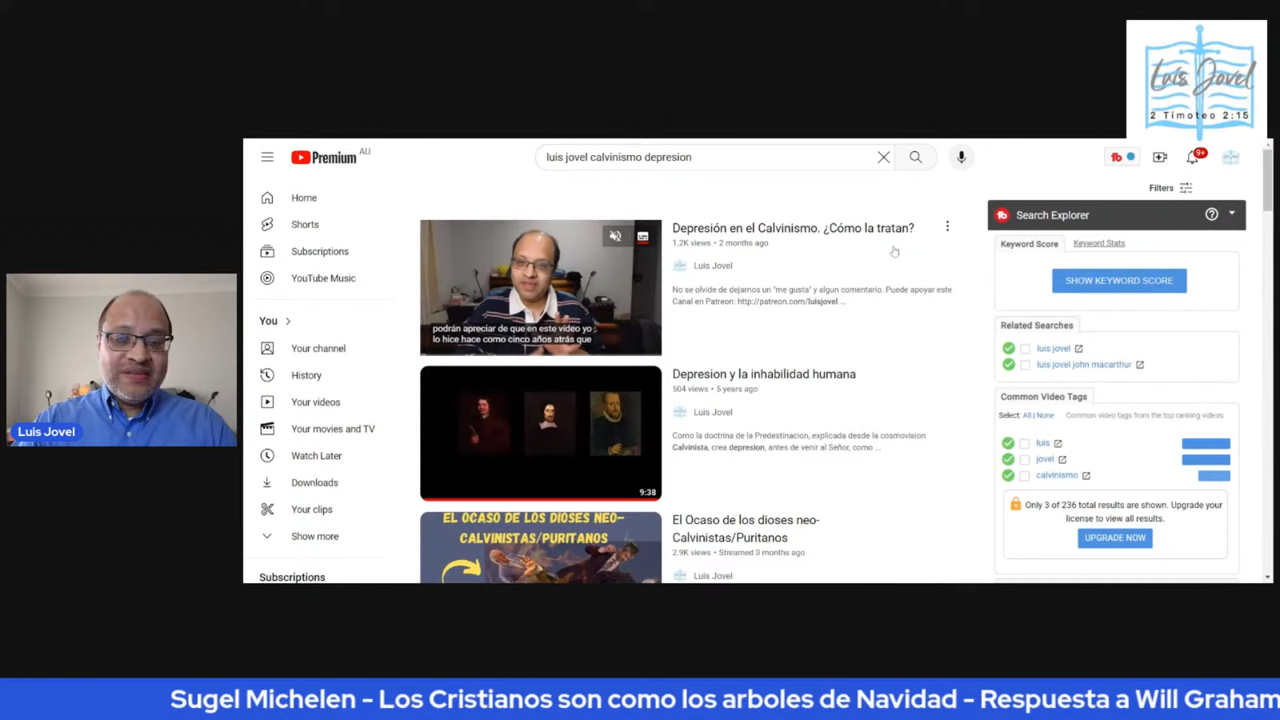 Luis Jovel
2 Timoteo 2:15
Premium AU
luis jovel calvinismo depresion
9+
Filters
Home
Shorts
Subscriptions
YouTube Music
You
Your channel
History
Your videos
Your movies and TV
Watch Later
Downloads
Your clips
Show more
Subscriptions
podrán apreciar de que en este vídeo yo
lo hice hace como cinco años atrás que
Depresión en el Calvinismo. ¿Cómo la tratan?
1.2K views • 2 months ago
Luis Jovel
No se olvide de dejarnos un "me gusta" y algun comentario. Puede apoyar este
Canal en Patreon: http://patreon.com/luisjovel ...
9:38
Depresion y la inhabilidad humana
504 views • 5 years ago
Luis Jovel
Como la doctrina de la Predestinacion, explicada desde la cosmovision
Calvinista, crea depresion, antes de venir al Señor, como ...
EL OCASO DE LOS DIOSES NEO-
CALVINISTAS/PURITANOS
El Ocaso de los dioses neo-
Calvinistas/Puritanos
2.9K views • Streamed 3 months ago
Luis Jovel
tb
Search Explorer
Keyword Score
Keyword Stats
SHOW KEYWORD SCORE
Related Searches
luis jovel
luis jovel john macarthur
Common Video Tags
Select: All | None
Common video tags from the top ranking videos
luis
jovel
calvinismo
Only 3 of 236 total results are shown. Upgrade your
license to view all results.
UPGRADE NOW
Luis Jovel
Sugel Michelen - Los Cristianos son como los arboles de Navidad - Respuesta a Will Graham